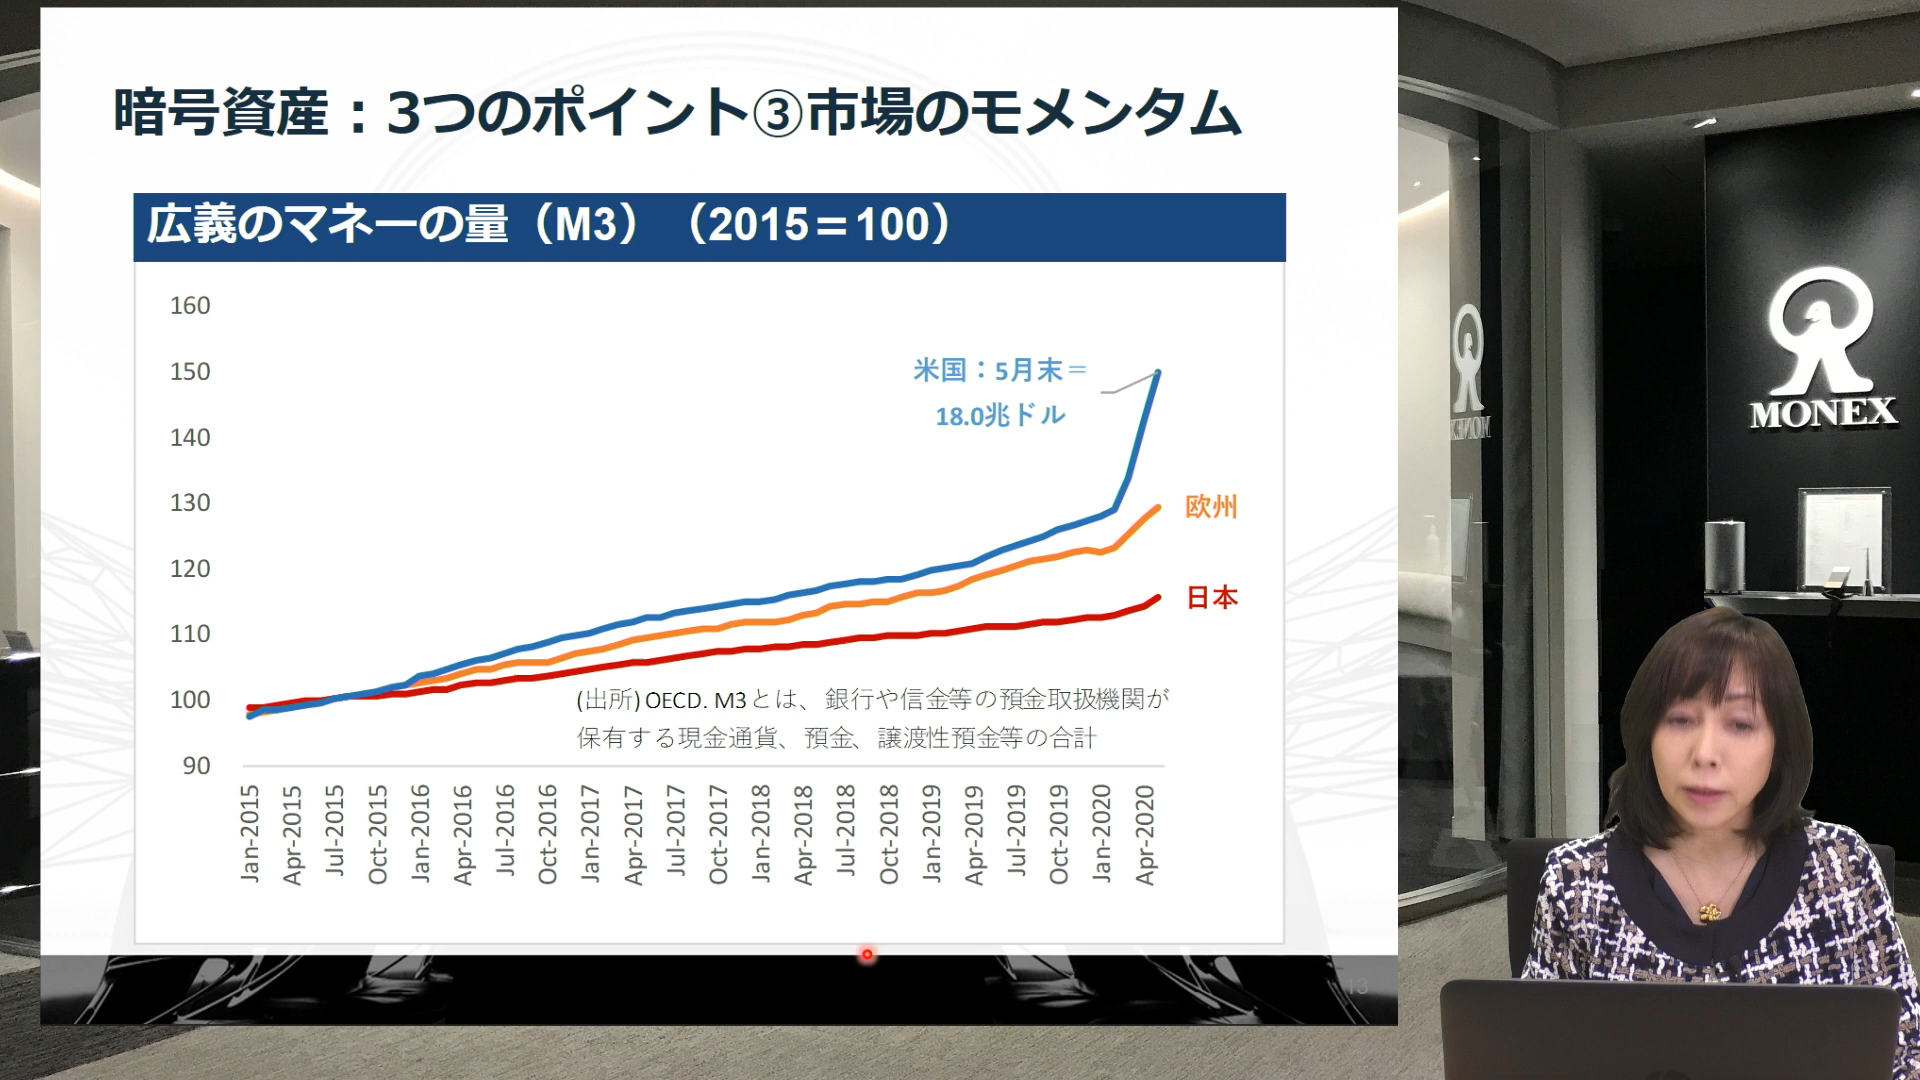 暗号資産：3つのポイント③市場のモメンタム
広義のマネーの量（M3）（2015＝100）
160
150
140
130
120
110
100
90
米国：5月末＝
18.0兆ドル
欧州
日本
(出所) OECD. M3とは、銀行や信金等の預金取扱機関が
保有する現金通貨、預金、譲渡性預金等の合計
Jan-2015
Apr-2015
Jul-2015
Oct-2015
Jan-2016
Apr-2016
Jul-2016
Oct-2016
Jan-2017
Apr-2017
Jul-2017
Oct-2017
Jan-2018
Apr-2018
Jul-2018
Oct-2018
Jan-2019
Apr-2019
Jul-2019
Oct-2019
Jan-2020
Apr-2020
13
MONEX
MONEX